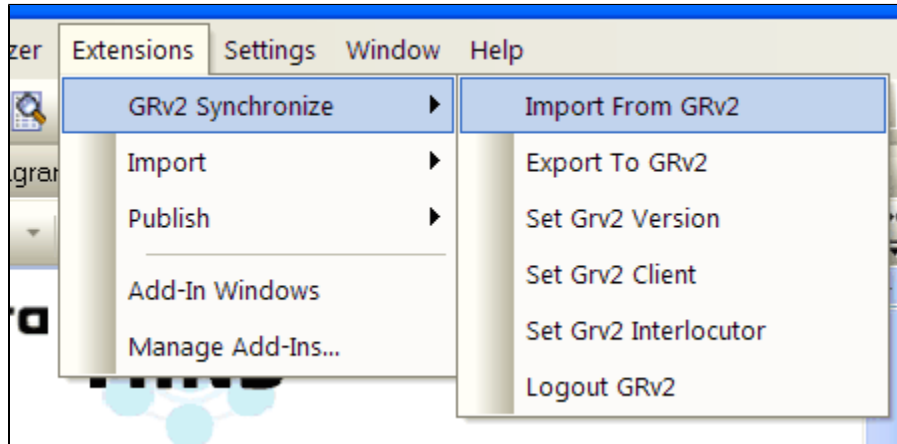 Extensions Settings Window Help
GRv2 Synchronize
Import
Publish
Add-In Windows
Manage Add-Ins...
Import From GRv2
Export To GRv2
Set Grv2 Version
Set Grv2 Client
Set Grv2 Interlocutor
Logout GRv2